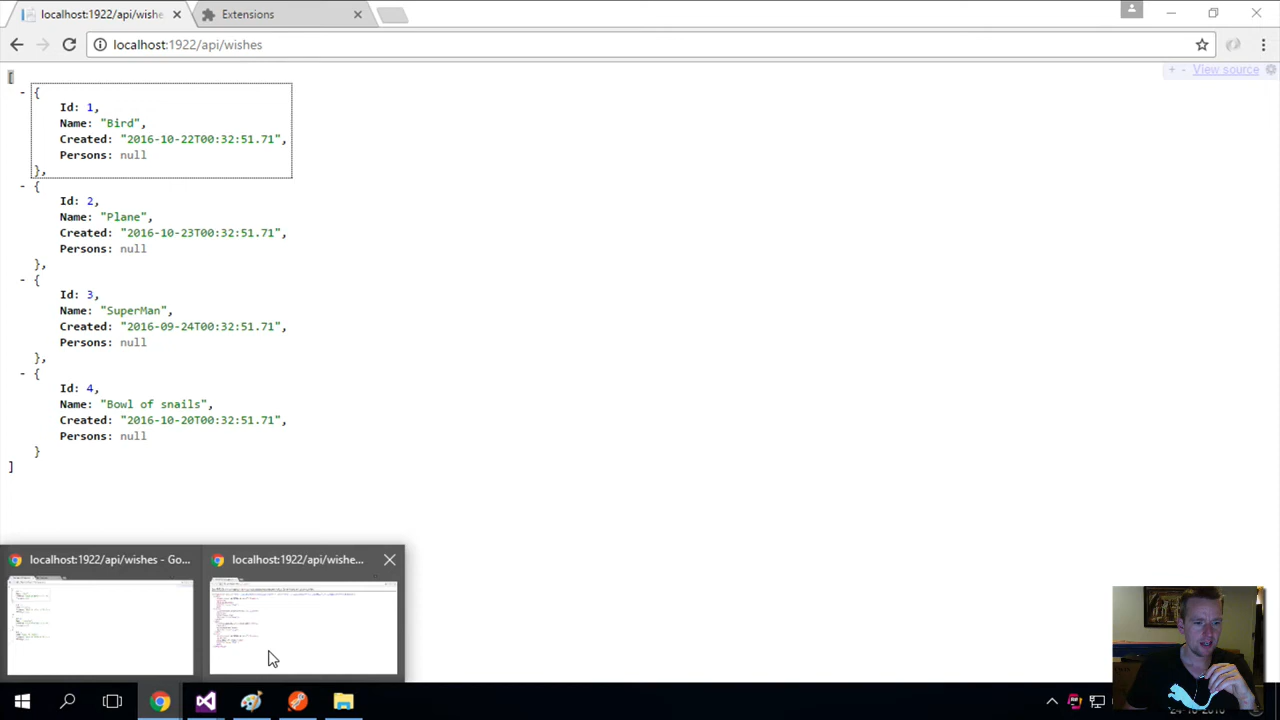 localhost:1922/api/wishe
Extensions
localhost:1922/api/wishes
+ - View source
[
- {
Id: 1,
Name: "Bird",
Created: "2016-10-22T00:32:51.71",
Persons: null
},
- {
Id: 2,
Name: "Plane",
Created: "2016-10-23T00:32:51.71",
Persons: null
},
- {
Id: 3,
Name: "SuperMan",
Created: "2016-09-24T00:32:51.71",
Persons: null
},
- {
Id: 4,
Name: "Bowl of snails",
Created: "2016-10-20T00:32:51.71",
Persons: null
}
]
localhost:1922/api/wishes - Go...
localhost:1922/api/wishe...
24-10-2016